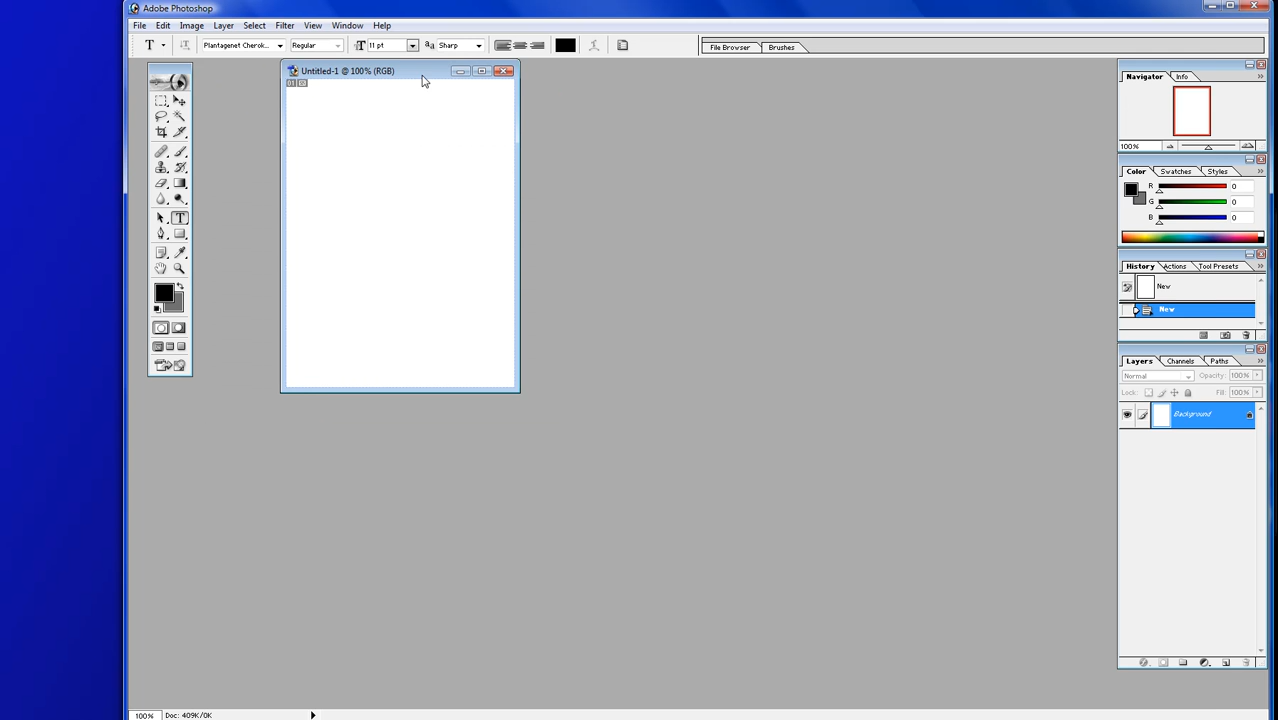 Adobe Photoshop
File Edit Image Layer Select Filter View Window Help
T Plantagenet Cherok... Regular T 11 pt aa Sharp File Browser Brushes
Untitled-1 @ 100% (RGB)
Navigator Info
100%
Color Swatches Styles
R 0
G 0
B 0
History Actions Tool Presets
New
New
Layers Channels Paths
Normal Opacity: 100%
Lock: Fill: 100%
Background
100% Doc: 409K/0K